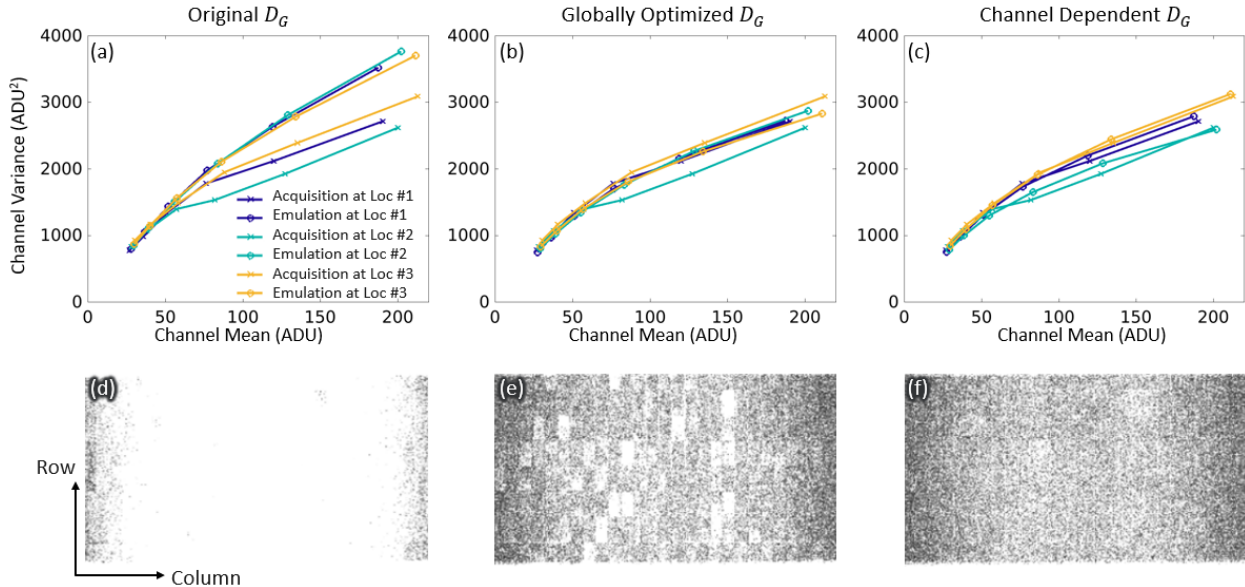 Original D_G
Globally Optimized D_G
Channel Dependent D_G
(a)
(b)
(c)
Channel Variance (ADU²)
4000
3000
2000
1000
0
Acquisition at Loc #1
Emulation at Loc #1
Acquisition at Loc #2
Emulation at Loc #2
Acquisition at Loc #3
Emulation at Loc #3
0 50 100 150 200
Channel Mean (ADU)
4000
3000
2000
1000
0
0 50 100 150 200
Channel Mean (ADU)
4000
3000
2000
1000
0
0 50 100 150 200
Channel Mean (ADU)
(d)
(e)
(f)
Row
Column